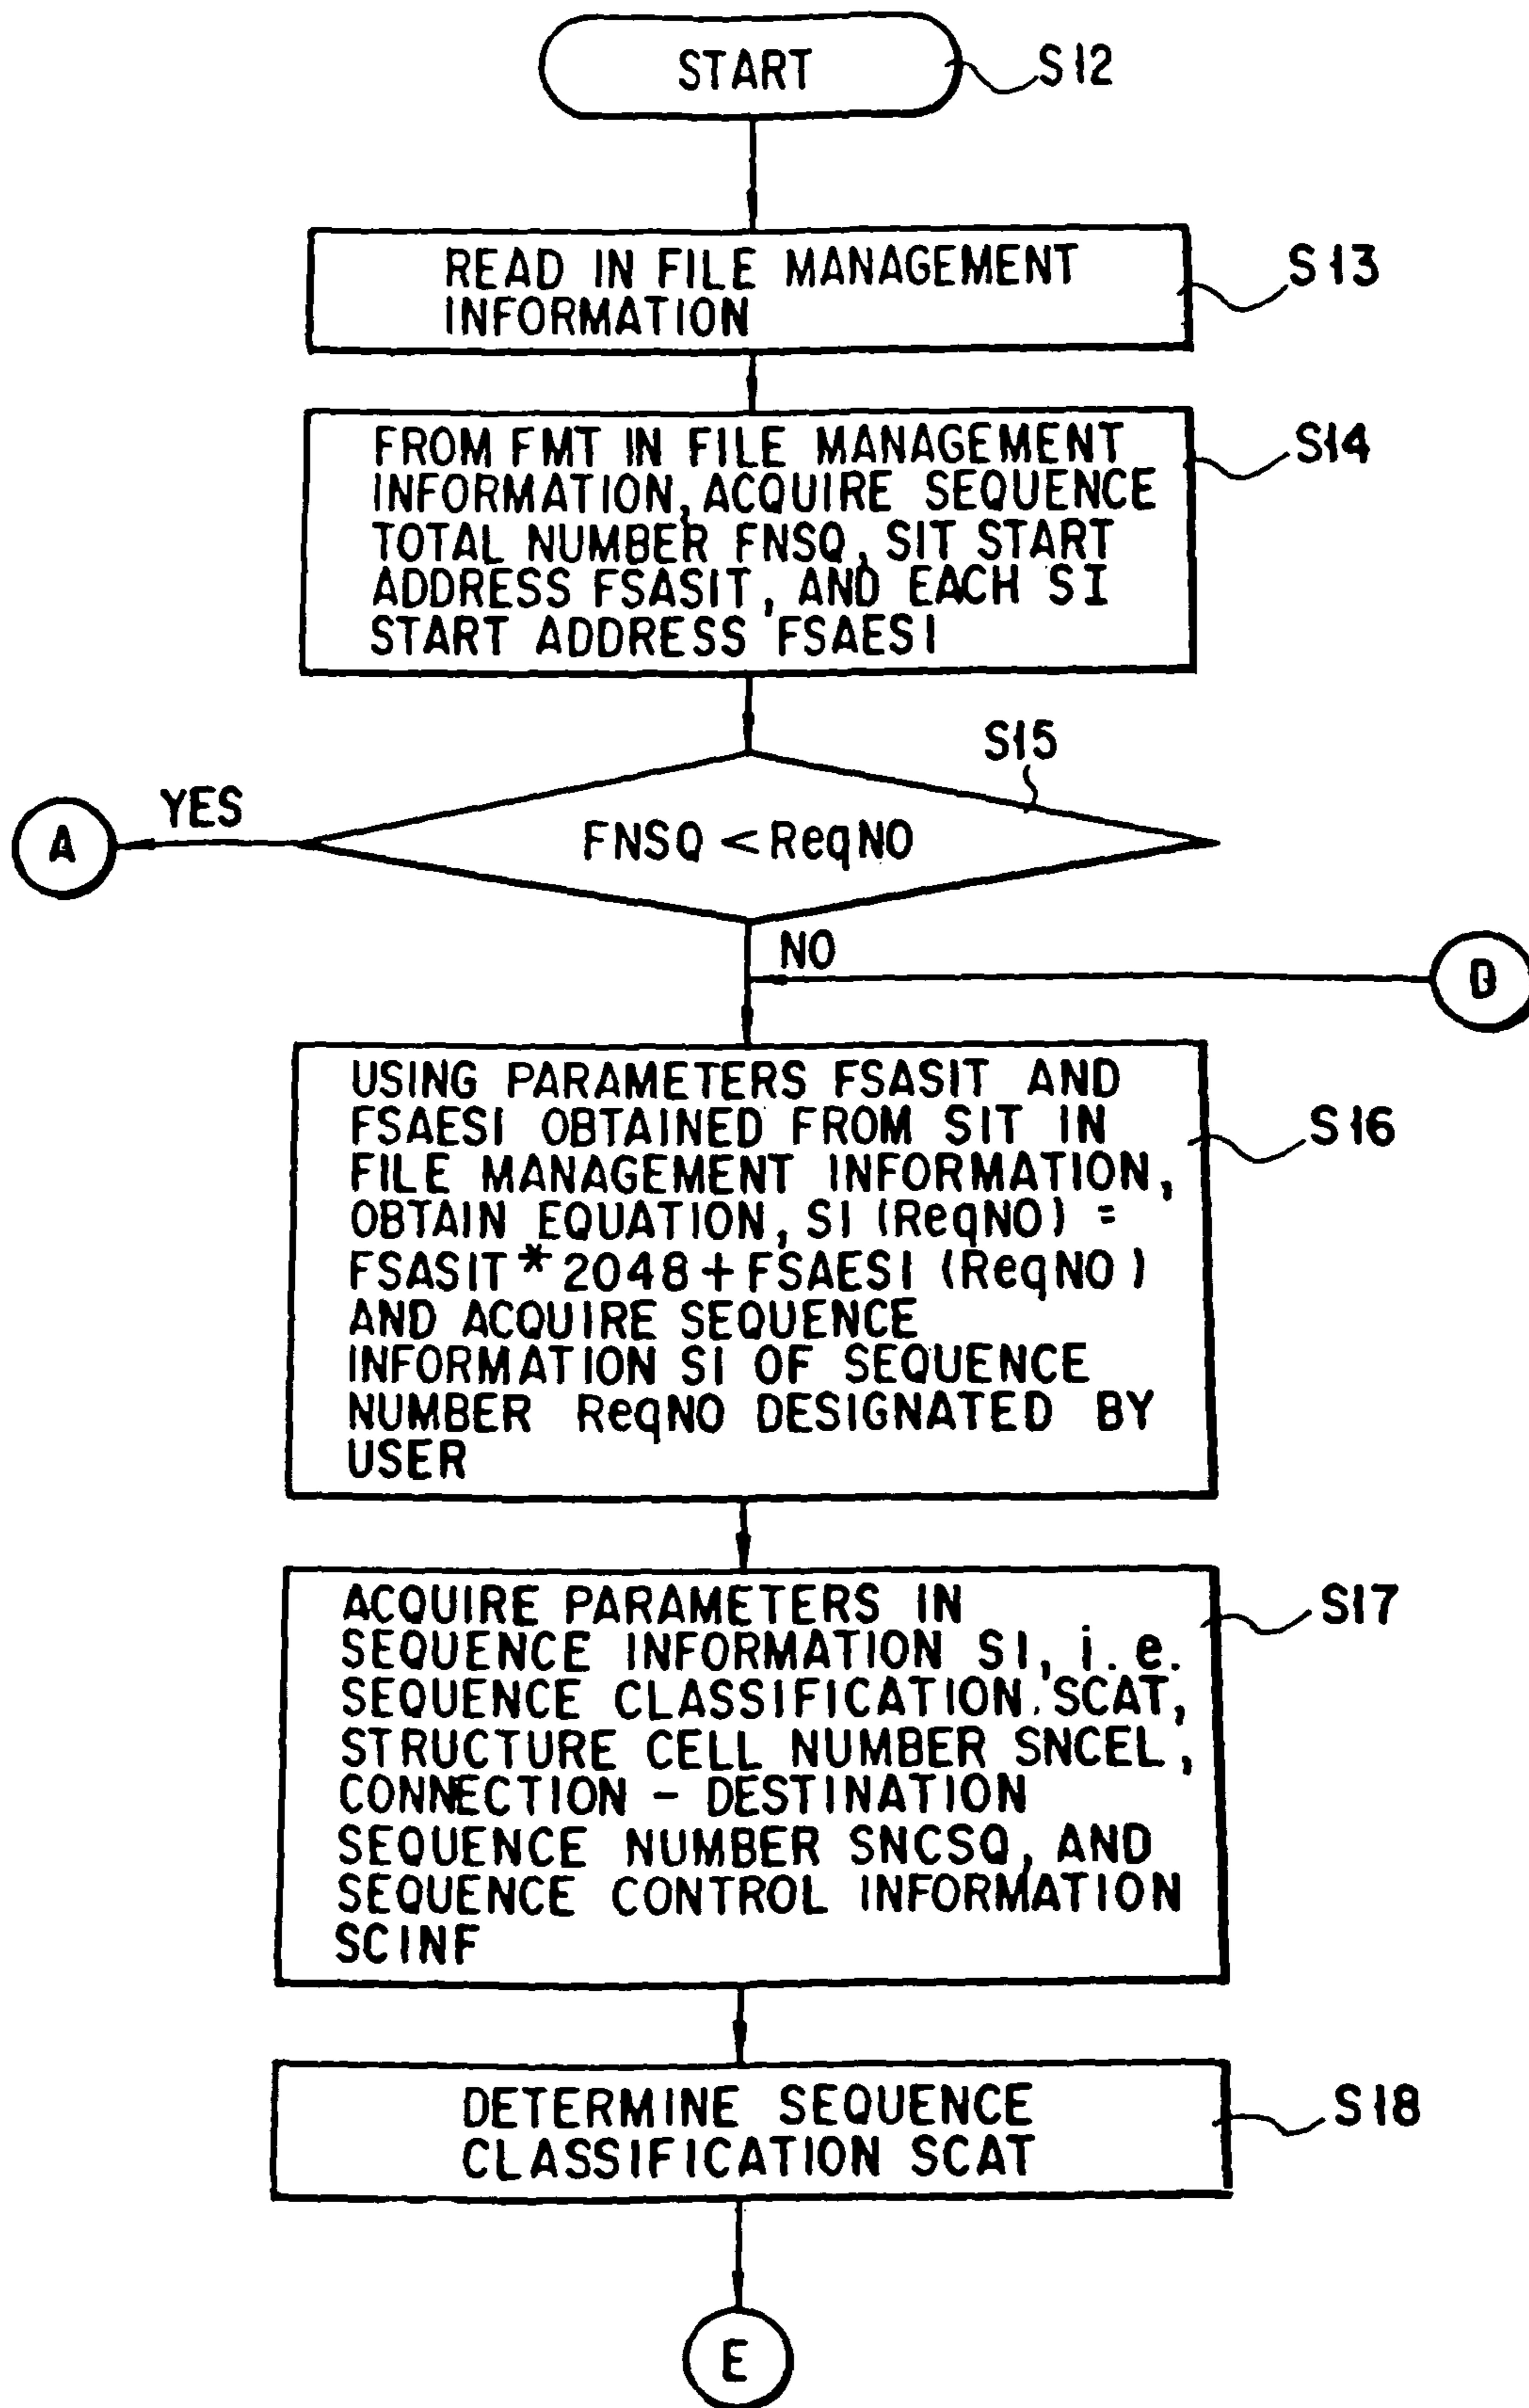 START
S12
READ IN FILE MANAGEMENT
INFORMATION
S13
FROM FMT IN FILE MANAGEMENT
INFORMATION, ACQUIRE SEQUENCE
TOTAL NUMBER FNSQ, SIT START
ADDRESS FSASIT, AND EACH SI
START ADDRESS FSAESI
S14
S15
YES
A
FNSQ < ReqNO
NO
D
USING PARAMETERS FSASIT AND
FSAESI OBTAINED FROM SIT IN
FILE MANAGEMENT INFORMATION,
OBTAIN EQUATION, SI (ReqNO) =
FSASIT * 2048 + FSAESI (ReqNO)
AND ACQUIRE SEQUENCE
INFORMATION SI OF SEQUENCE
NUMBER ReqNO DESIGNATED BY
USER
S16
ACQUIRE PARAMETERS IN
SEQUENCE INFORMATION SI, i.e.
SEQUENCE CLASSIFICATION SCAT,
STRUCTURE CELL NUMBER SNCEL,
CONNECTION - DESTINATION
SEQUENCE NUMBER SNCSQ, AND
SEQUENCE CONTROL INFORMATION
SCINF
S17
DETERMINE SEQUENCE
CLASSIFICATION SCAT
S18
E